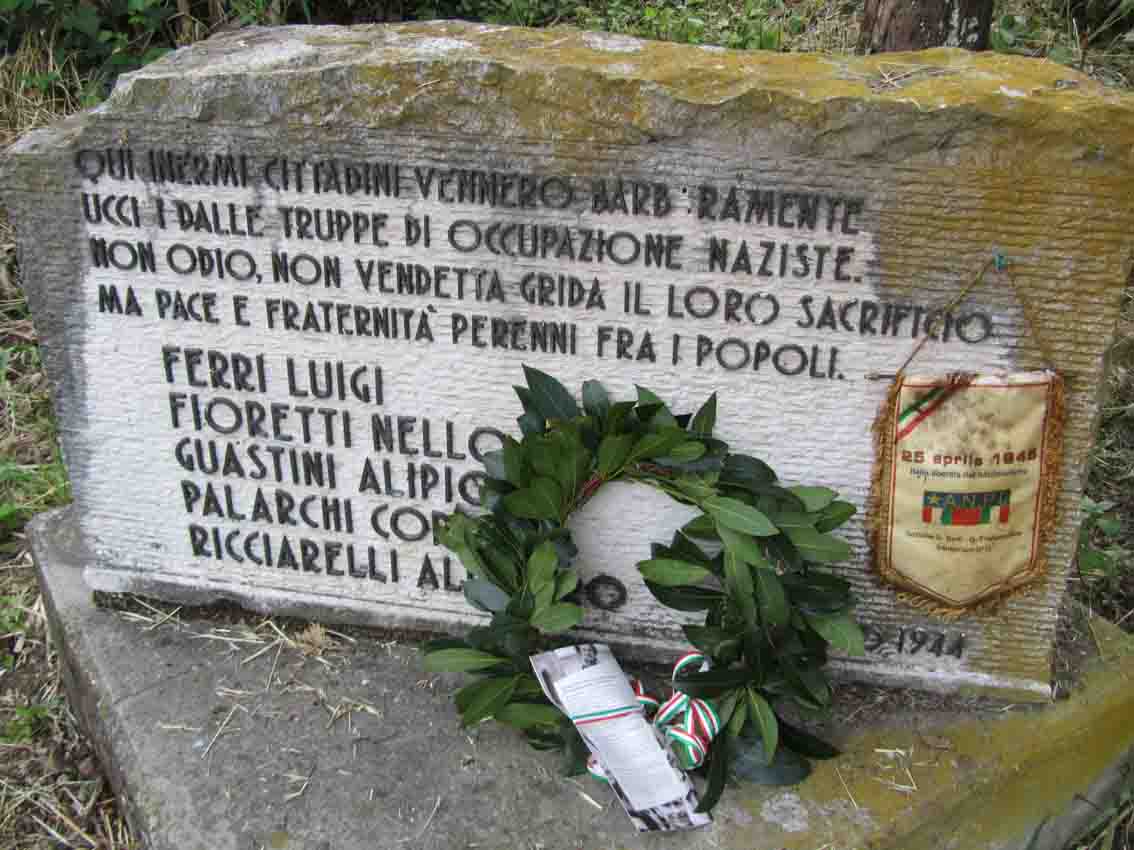 QUI INERMI CITTADINI VENNERO BARB RAMENTE
UCCI I DALLE TRUPPE DI OCCUPAZIONE NAZISTE.
NON ODIO, NON VENDETTA GRIDA IL LORO SACRIFICIO
MA PACE E FRATERNITÀ PERENNI FRA I POPOLI.
FERRI LUIGI
FIORETTI NELLO
GUASTINI ALIPIO
PALARCHI
RICCIARELLI
1944
25 aprile 1945
A.N.P.I.